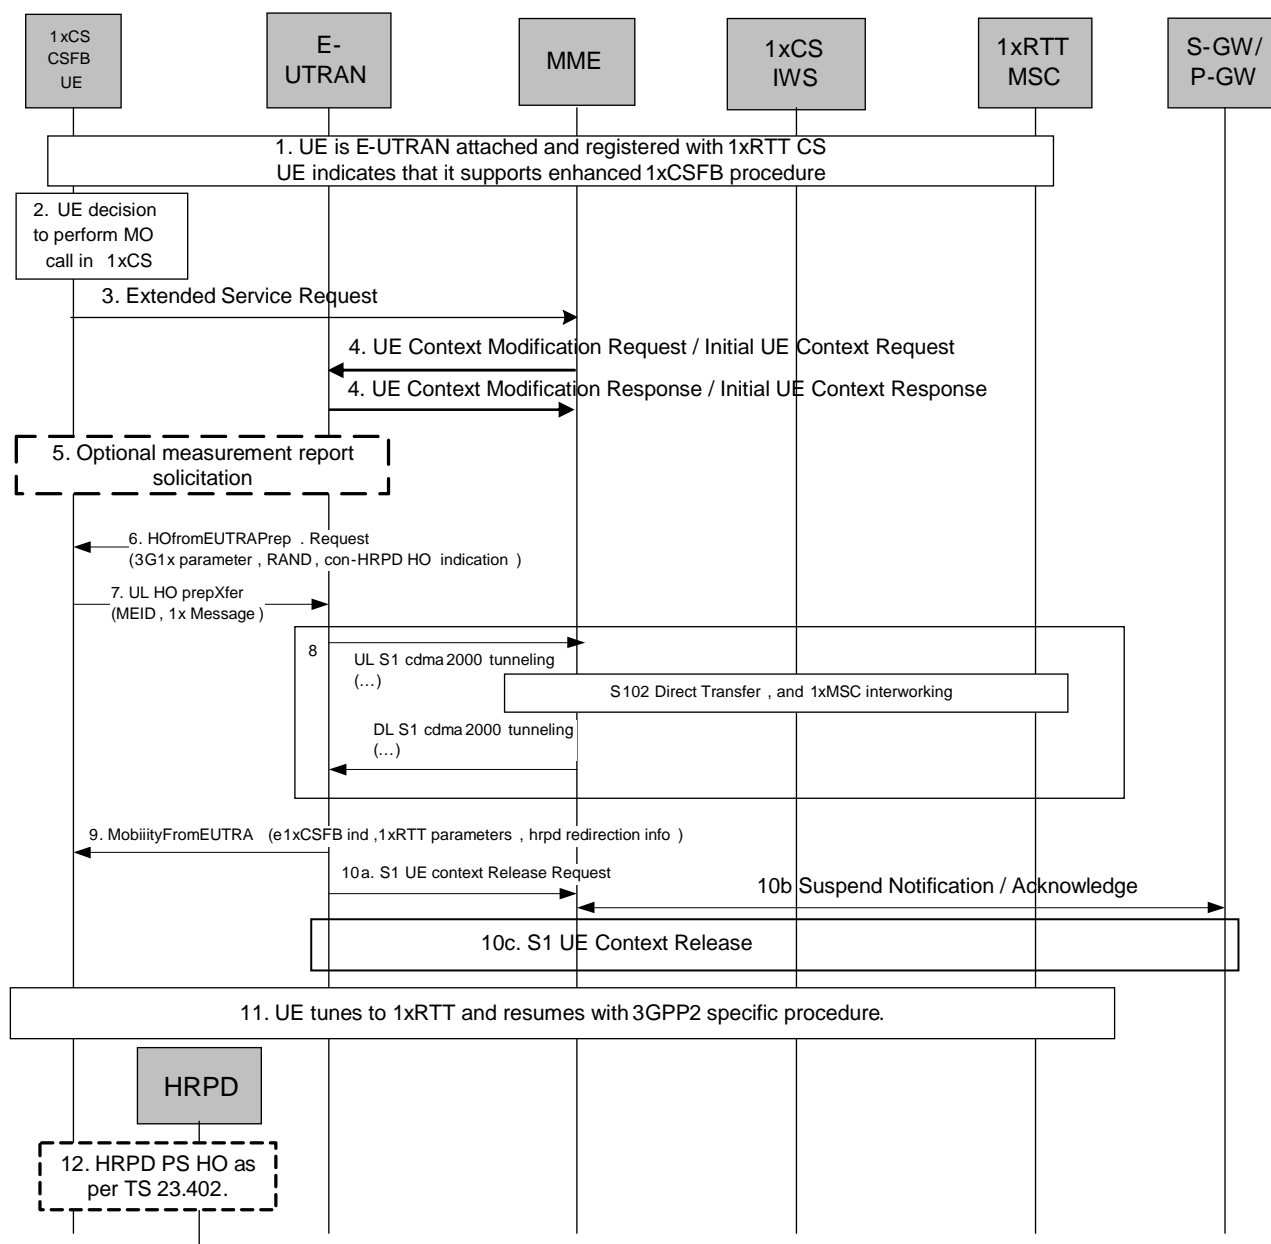 1xCS
CSFB
UE
E-
UTRAN
MME
1xCS
IWS
1xRTT
MSC
S-GW/
P-GW
1. UE is E-UTRAN attached and registered with 1xRTT CS
UE indicates that it supports enhanced 1xCSFB procedure
2. UE decision
to perform MO
call in 1xCS
3. Extended Service Request
4. UE Context Modification Request / Initial UE Context Request
4. UE Context Modification Response / Initial UE Context Response
5. Optional measurement report
solicitation
6. HOfromEUTRAPrep . Request
(3G1x parameter , RAND , con-HRPD HO indication )
7. UL HO prepXfer
(MEID , 1x Message )
8
UL S1 cdma 2000 tunneling
(...)
S102 Direct Transfer , and 1xMSC interworking
DL S1 cdma 2000 tunneling
(...)
9. MobiiityFromEUTRA (e1xCSFB ind ,1xRTT parameters , hrpd redirection info )
10a. S1 UE context Release Request
10b Suspend Notification / Acknowledge
10c. S1 UE Context Release
11. UE tunes to 1xRTT and resumes with 3GPP2 specific procedure.
HRPD
12. HRPD PS HO as
per TS 23.402.